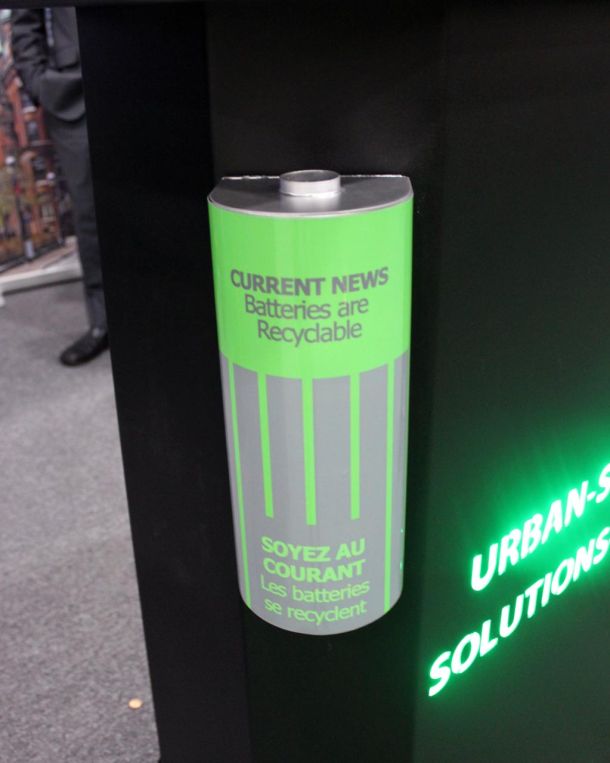 CURRENT NEWS
Batteries are
Recyclable
SOYEZ AU
COURANT
Les batteries
se recyclent
URBAN-S
SOLUTIONS